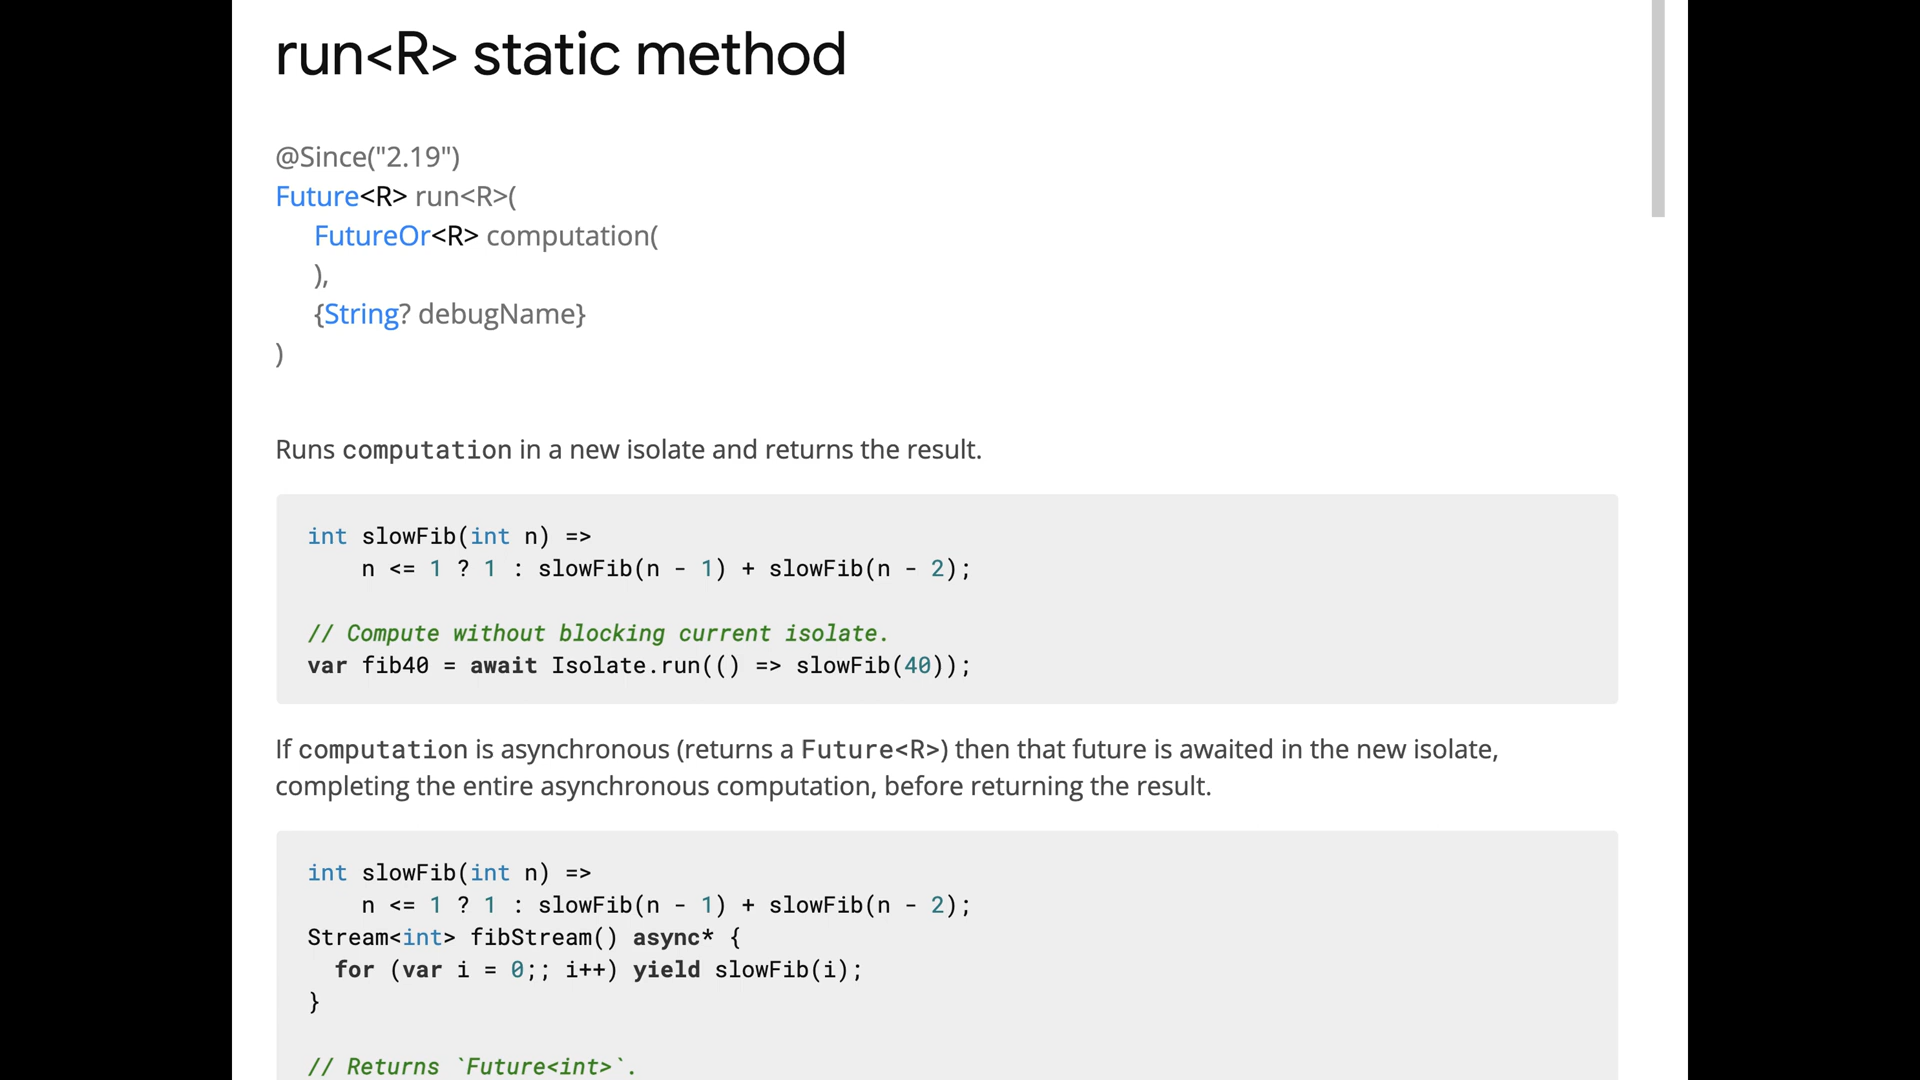 run<R> static method
@Since("2.19")
Future<R> run<R>(
FutureOr<R> computation(
),
{String? debugName}
)
Runs computation in a new isolate and returns the result.
int slowFib(int n) =>
n <= 1 ? 1 : slowFib(n - 1) + slowFib(n - 2);
// Compute without blocking current isolate.
var fib40 = await Isolate.run(() => slowFib(40));
If computation is asynchronous (returns a Future<R>) then that future is awaited in the new isolate,
completing the entire asynchronous computation, before returning the result.
int slowFib(int n) =>
n <= 1 ? 1 : slowFib(n - 1) + slowFib(n - 2);
Stream<int> fibStream() async* {
for (var i = 0;; i++) yield slowFib(i);
}
// Returns `Future<int>`.